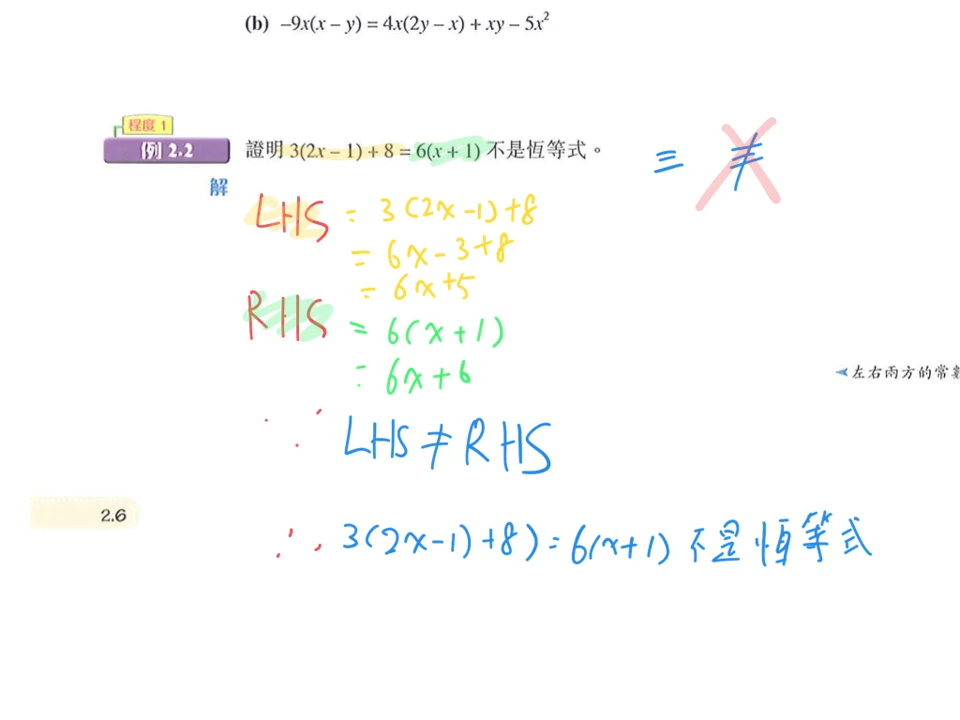 (b) –9x(x – y) = 4x(2y – x) + xy – 5x²
程度 1
例 2.2 證明 3(2x – 1) + 8 = 6(x + 1) 不是恆等式。
≡ ≢
解
LHS = 3(2x-1)+8
= 6x-3+8
= 6x+5
RHS = 6(x+1)
= 6x+6
◄左右兩方的常
∵ LHS ≠ RHS
2.6
∴ 3(2x-1)+8) = 6(x+1) 不是恒等式